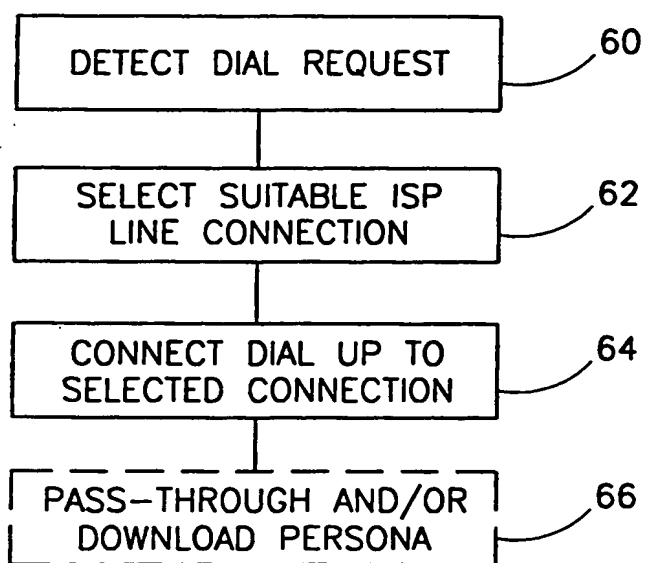 DETECT DIAL REQUEST
60
SELECT SUITABLE ISP
LINE CONNECTION
62
CONNECT DIAL UP TO
SELECTED CONNECTION
64
PASS-THROUGH AND/OR
DOWNLOAD PERSONA
66